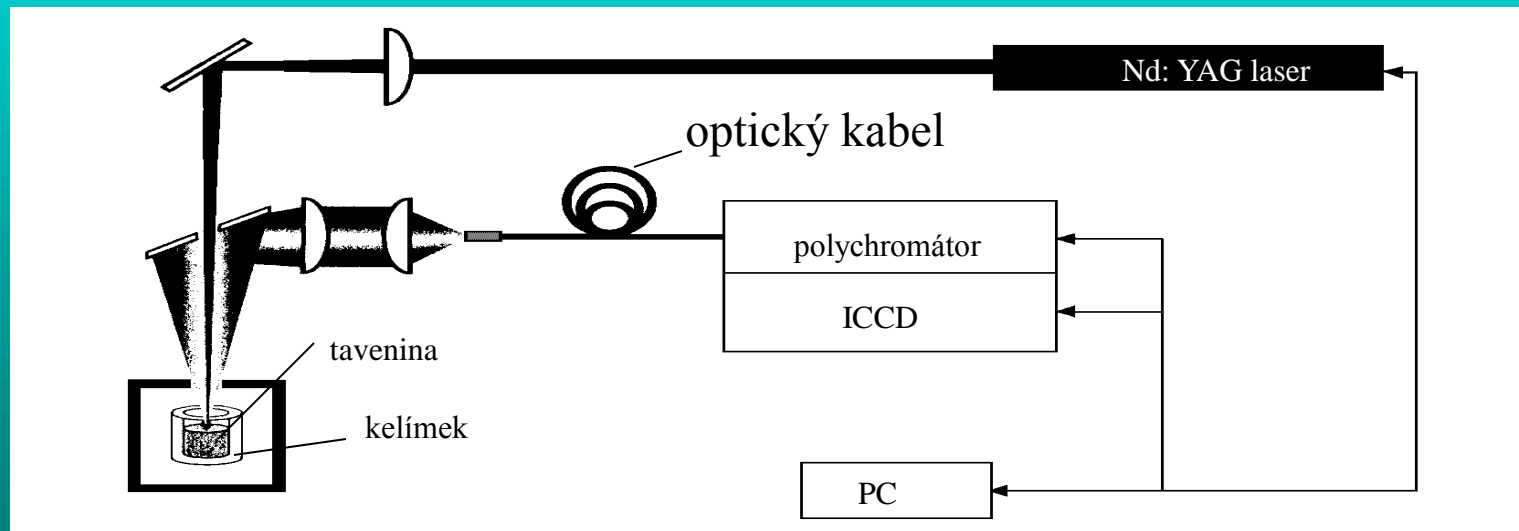 Nd: YAG laser
optický kabel
polychromátor
ICCD
tavenina
kelímek
PC